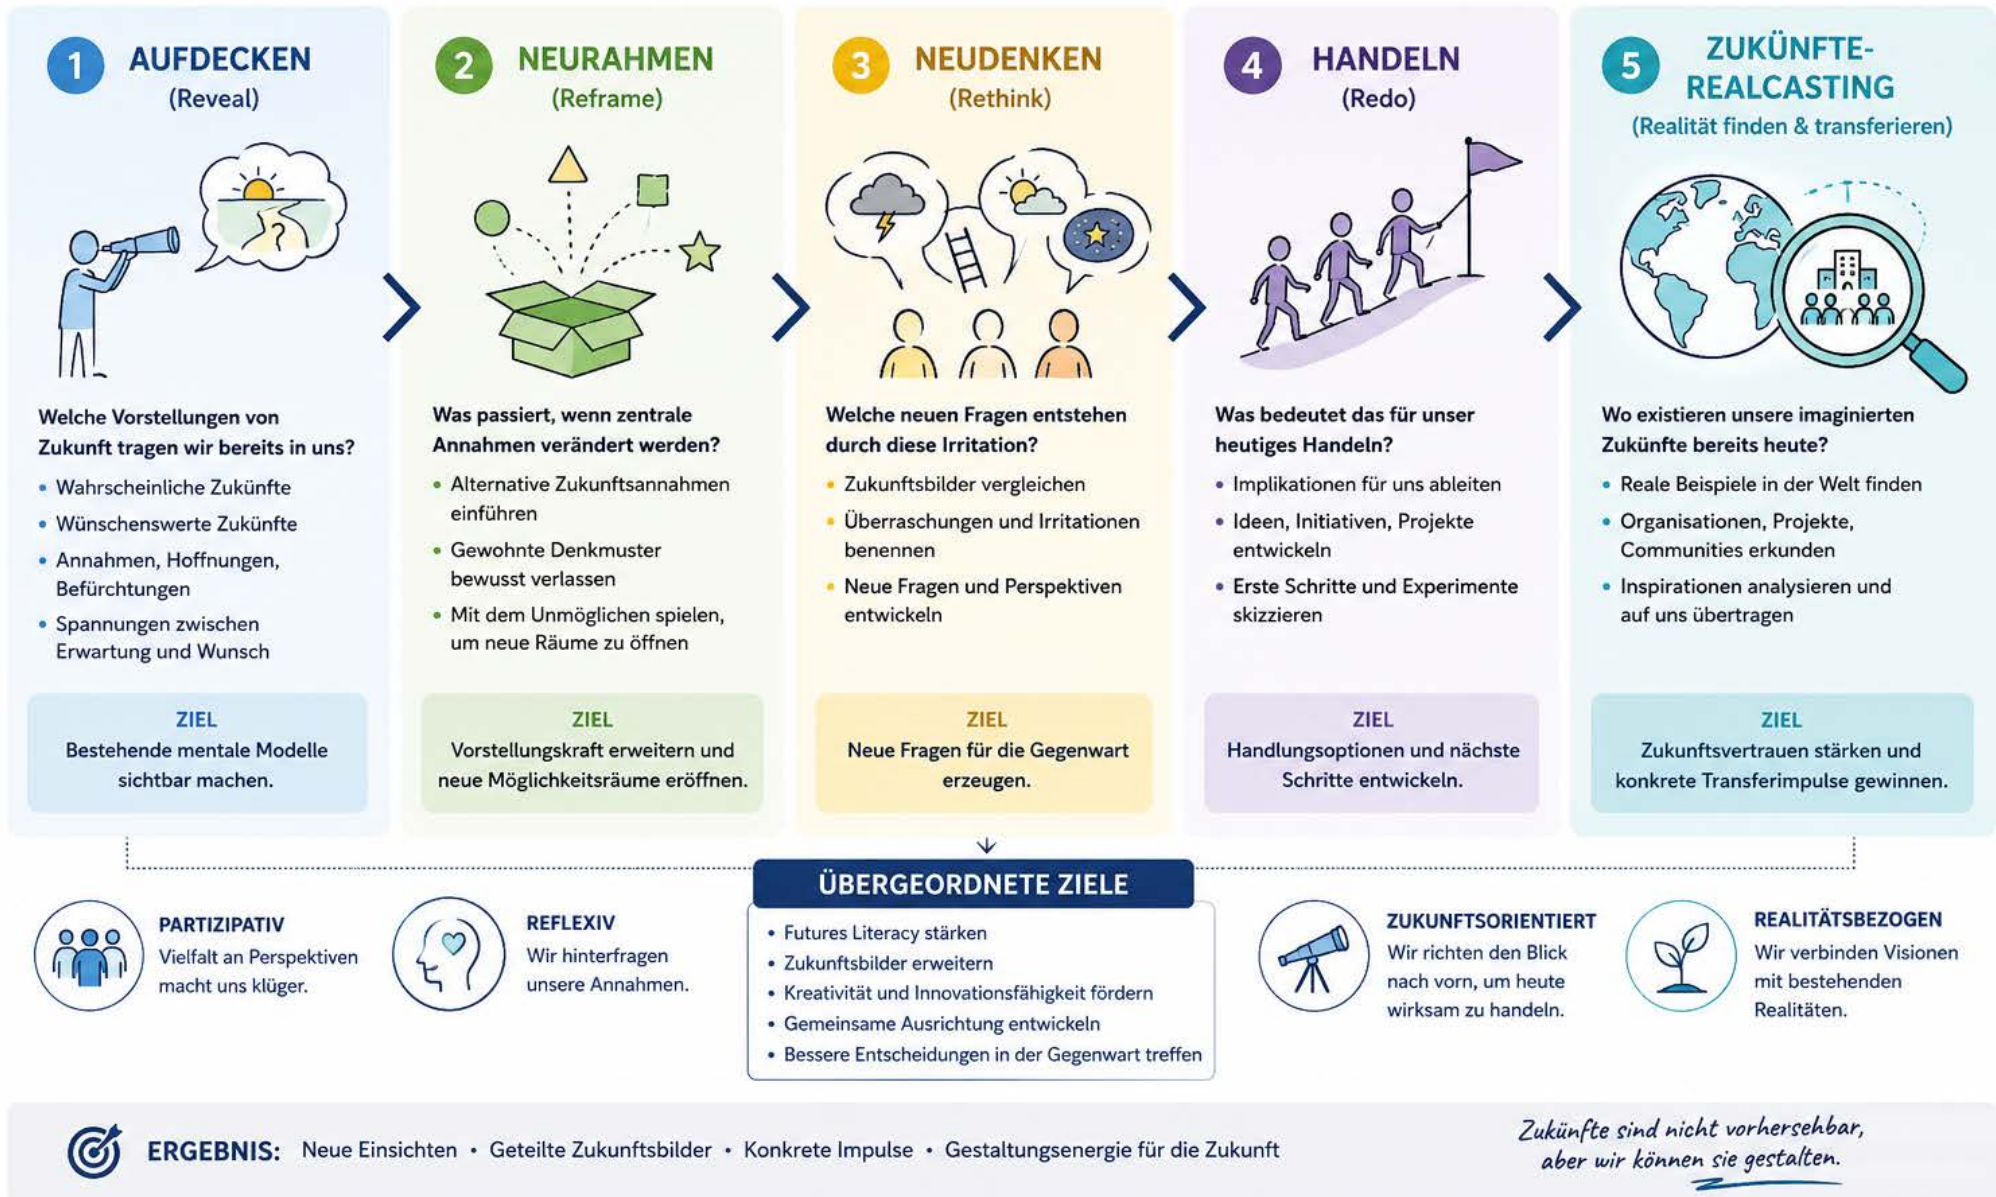 1
AUFDECKEN
(Reveal)
Welche Vorstellungen von
Zukunft tragen wir bereits in uns?
• Wahrscheinliche Zukünfte
• Wünschenswerte Zukünfte
• Annahmen, Hoffnungen,
Befürchtungen
• Spannungen zwischen
Erwartung und Wunsch
ZIEL
Bestehende mentale Modelle
sichtbar machen.
2
NEURAHMEN
(Reframe)
Was passiert, wenn zentrale
Annahmen verändert werden?
• Alternative Zukunftsannahmen
einführen
• Gewohnte Denkmuster
bewusst verlassen
• Mit dem Unmöglichen spielen,
um neue Räume zu öffnen
ZIEL
Vorstellungskraft erweitern und
neue Möglichkeitsräume eröffnen.
3
NEUDENKEN
(Rethink)
Welche neuen Fragen entstehen
durch diese Irritation?
• Zukunftsbilder vergleichen
• Überraschungen und Irritationen
benennen
• Neue Fragen und Perspektiven
entwickeln
ZIEL
Neue Fragen für die Gegenwart
erzeugen.
4
HANDELN
(Redo)
Was bedeutet das für unser
heutiges Handeln?
• Implikationen für uns ableiten
• Ideen, Initiativen, Projekte
entwickeln
• Erste Schritte und Experimente
skizzieren
ZIEL
Handlungsoptionen und nächste
Schritte entwickeln.
5
ZUKÜNFTE-
REALCASTING
(Realität finden & transferieren)
?
Wo existieren unsere imaginierten
Zukünfte bereits heute?
• Reale Beispiele in der Welt finden
• Organisationen, Projekte,
Communities erkunden
• Inspirationen analysieren und
auf uns übertragen
ZIEL
Zukunftsvertrauen stärken und
konkrete Transferimpulse gewinnen.
PARTIZIPATIV
Vielfalt an Perspektiven
macht uns klüger.
REFLEXIV
Wir hinterfragen
unsere Annahmen.
ÜBERGEORDNETE ZIELE
• Futures Literacy stärken
• Zukunftsbilder erweitern
• Kreativität und Innovationsfähigkeit fördern
• Gemeinsame Ausrichtung entwickeln
• Bessere Entscheidungen in der Gegenwart treffen
ZUKUNFTSORIENTIERT
Wir richten den Blick
nach vorn, um heute
wirksam zu handeln.
REALITÄTSBEZOGEN
Wir verbinden Visionen
mit bestehenden
Realitäten.
ERGEBNIS: Neue Einsichten • Geteilte Zukunftsbilder • Konkrete Impulse • Gestaltungsenergie für die Zukunft
Zukünfte sind nicht vorhersehbar,
aber wir können sie gestalten.